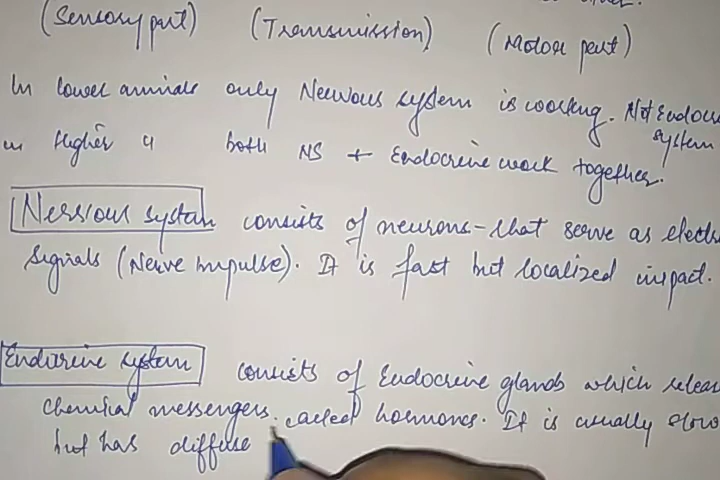 (Sensory part) (Transmission) (Motor part)
In lower animals only Nervous system is working. Not Endocr
system
in Higher " both NS + Endocrine work together.
Nervous system consists of neurons - that serve as elect
signals (Nerve impulse). It is fast but localized impact.
Endocrine system consists of Endocrine glands which releas
chemical messengers. called hormones. It is usually slow
but has diffuse